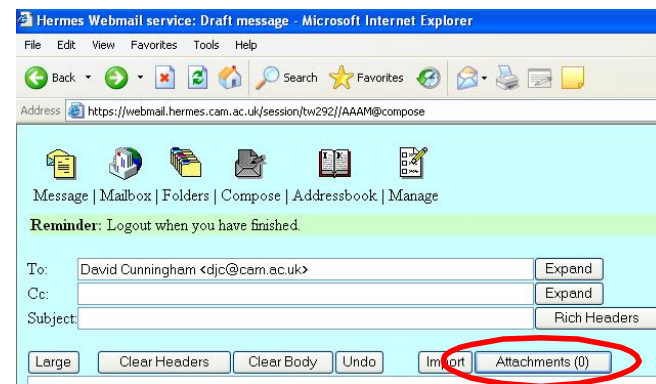 Hermes Webmail service: Draft message - Microsoft Internet Explorer
File Edit View Favorites Tools Help
Back Search Favorites
Address https://webmail.hermes.cam.ac.uk/session/tw292//AAAM@compose
Message | Mailbox | Folders | Compose | Addressbook | Manage
Reminder: Logout when you have finished.
To: David Cunningham <djc@cam.ac.uk> Expand
Cc: Expand
Subject: Rich Headers
Large Clear Headers Clear Body Undo Import Attachments (0)